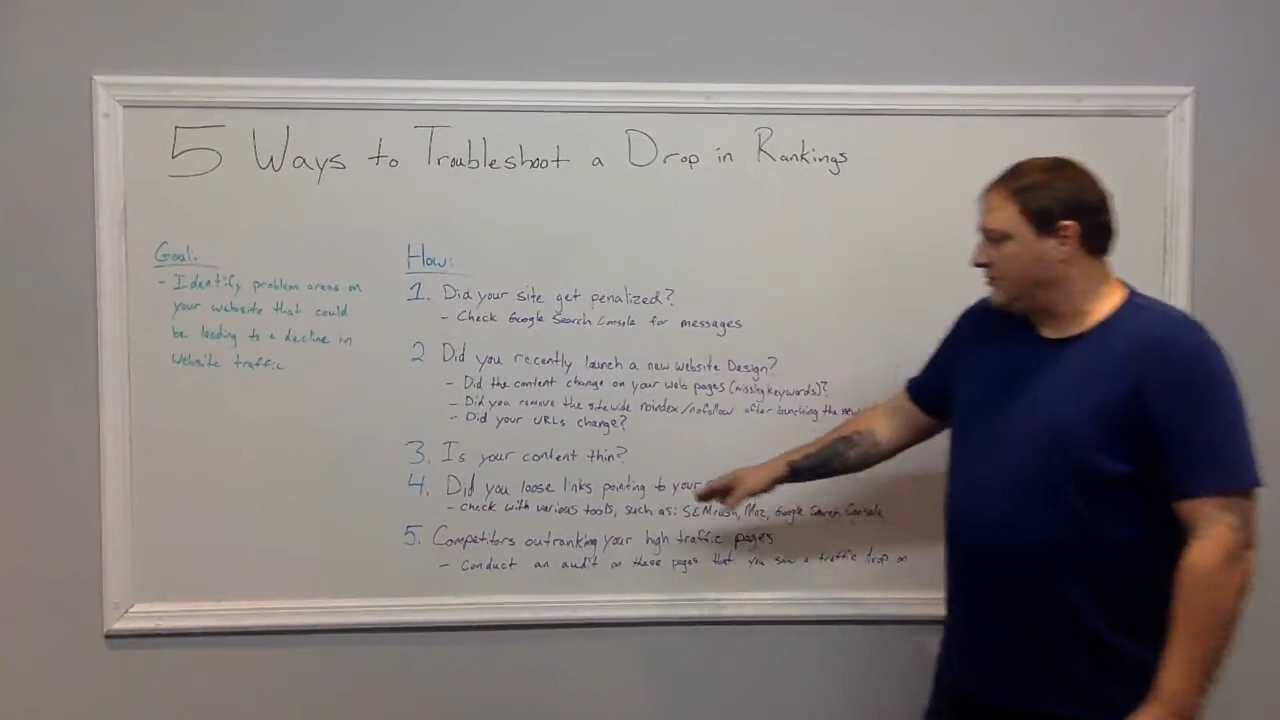 5 Ways to Troubleshoot a Drop in Rankings
Goal:
- Identify problem areas on
your website that could
be leading to a decline in
website traffic
How:
1. Did your site get penalized?
- Check Google Search Console for messages
2 Did you recently launch a new website Design?
- Did the content change on your web pages (missing keywords)?
- Did you remove the sitewide noindex/nofollow after launching the new
- Did your URLs change?
3. Is your content thin?
4. Did you loose links pointing to your
- Check with various tools, such as: SEMrush, Moz, Google Search Console
5. Competitors outranking your high traffic pages
- Conduct an audit on these pages that you saw a traffic drop on